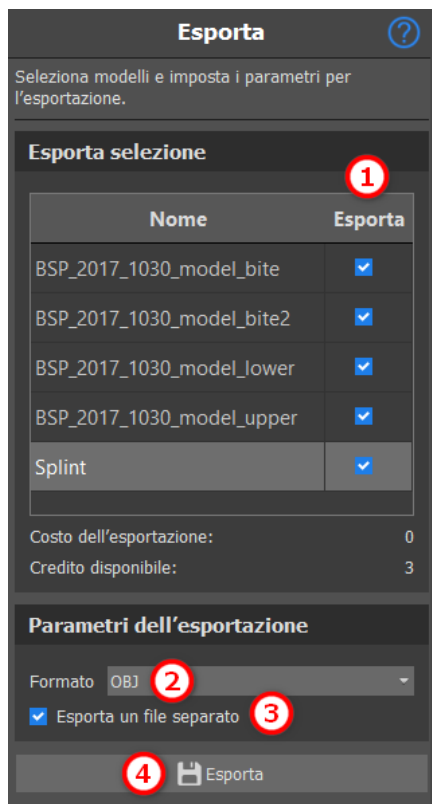 Esporta ?
Seleziona modelli e imposta i parametri per
l'esportazione.
Esporta selezione
1
Nome Esporta
BSP_2017_1030_model_bite
BSP_2017_1030_model_bite2
BSP_2017_1030_model_lower
BSP_2017_1030_model_upper
Splint
Costo dell'esportazione: 0
Credito disponibile: 3
Parametri dell'esportazione
Formato OBJ 2
Esporta un file separato 3
4 Esporta